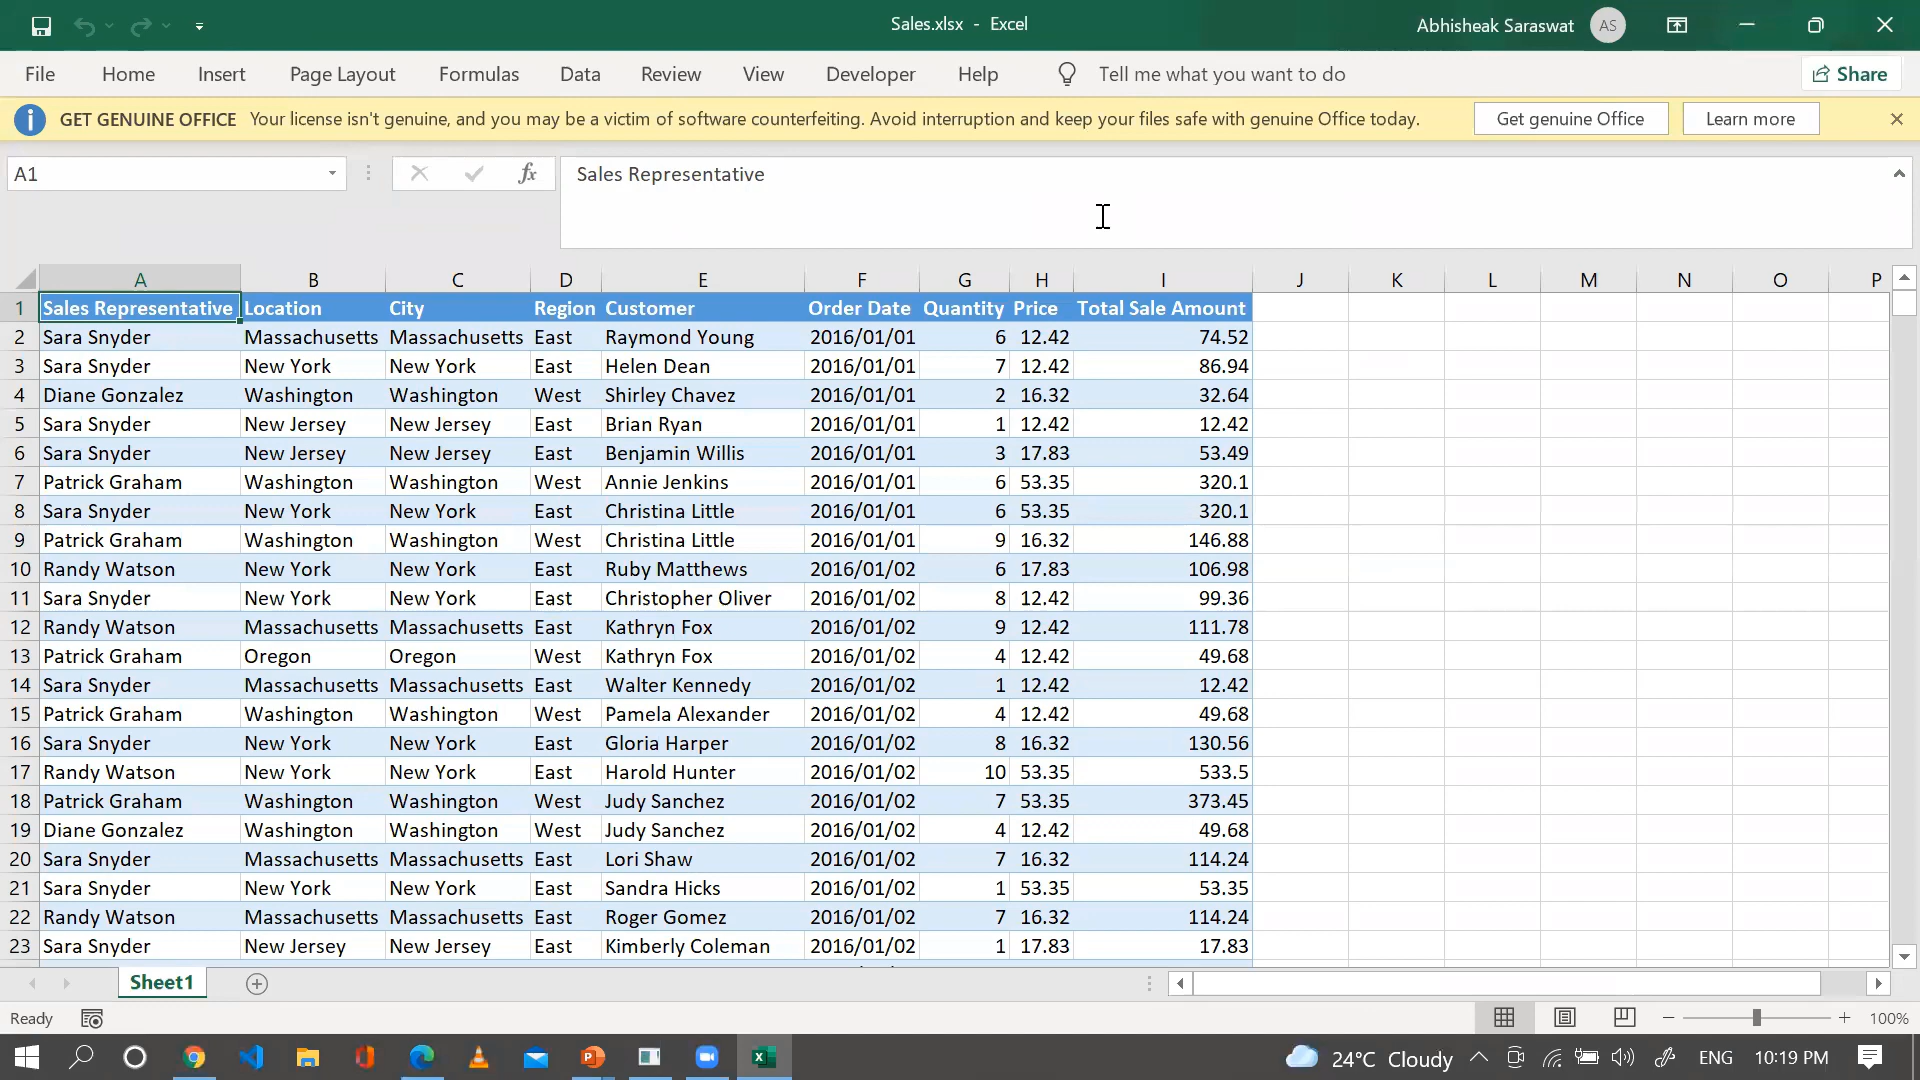 Sales.xlsx - Excel
Abhisheak Saraswat AS
File Home Insert Page Layout Formulas Data Review View Developer Help Tell me what you want to do Share
GET GENUINE OFFICE Your license isn't genuine, and you may be a victim of software counterfeiting. Avoid interruption and keep your files safe with genuine Office today. Get genuine Office Learn more
A1 fx Sales Representative
A B C D E F G H I J K L M N O P
1 Sales Representative Location City Region Customer Order Date Quantity Price Total Sale Amount
2 Sara Snyder Massachusetts Massachusetts East Raymond Young 2016/01/01 6 12.42 74.52
3 Sara Snyder New York New York East Helen Dean 2016/01/01 7 12.42 86.94
4 Diane Gonzalez Washington Washington West Shirley Chavez 2016/01/01 2 16.32 32.64
5 Sara Snyder New Jersey New Jersey East Brian Ryan 2016/01/01 1 12.42 12.42
6 Sara Snyder New Jersey New Jersey East Benjamin Willis 2016/01/01 3 17.83 53.49
7 Patrick Graham Washington Washington West Annie Jenkins 2016/01/01 6 53.35 320.1
8 Sara Snyder New York New York East Christina Little 2016/01/01 6 53.35 320.1
9 Patrick Graham Washington Washington West Christina Little 2016/01/01 9 16.32 146.88
10 Randy Watson New York New York East Ruby Matthews 2016/01/02 6 17.83 106.98
11 Sara Snyder New York New York East Christopher Oliver 2016/01/02 8 12.42 99.36
12 Randy Watson Massachusetts Massachusetts East Kathryn Fox 2016/01/02 9 12.42 111.78
13 Patrick Graham Oregon Oregon West Kathryn Fox 2016/01/02 4 12.42 49.68
14 Sara Snyder Massachusetts Massachusetts East Walter Kennedy 2016/01/02 1 12.42 12.42
15 Patrick Graham Washington Washington West Pamela Alexander 2016/01/02 4 12.42 49.68
16 Sara Snyder New York New York East Gloria Harper 2016/01/02 8 16.32 130.56
17 Randy Watson New York New York East Harold Hunter 2016/01/02 10 53.35 533.5
18 Patrick Graham Washington Washington West Judy Sanchez 2016/01/02 7 53.35 373.45
19 Diane Gonzalez Washington Washington West Judy Sanchez 2016/01/02 4 12.42 49.68
20 Sara Snyder Massachusetts Massachusetts East Lori Shaw 2016/01/02 7 16.32 114.24
21 Sara Snyder New York New York East Sandra Hicks 2016/01/02 1 53.35 53.35
22 Randy Watson Massachusetts Massachusetts East Roger Gomez 2016/01/02 7 16.32 114.24
23 Sara Snyder New Jersey New Jersey East Kimberly Coleman 2016/01/02 1 17.83 17.83
Sheet1
Ready 100%
24°C Cloudy ENG 10:19 PM